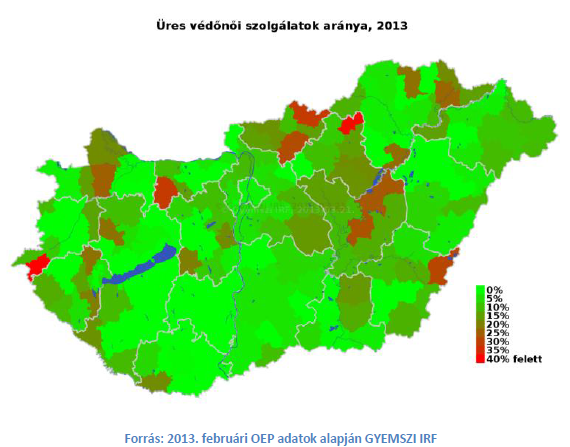 Üres védőnői szolgálatok aránya, 2013
0%
5%
10%
15%
20%
25%
30%
35%
40% felett
Forrás: 2013. februári OEP adatok alapján GYEMSZI IRF